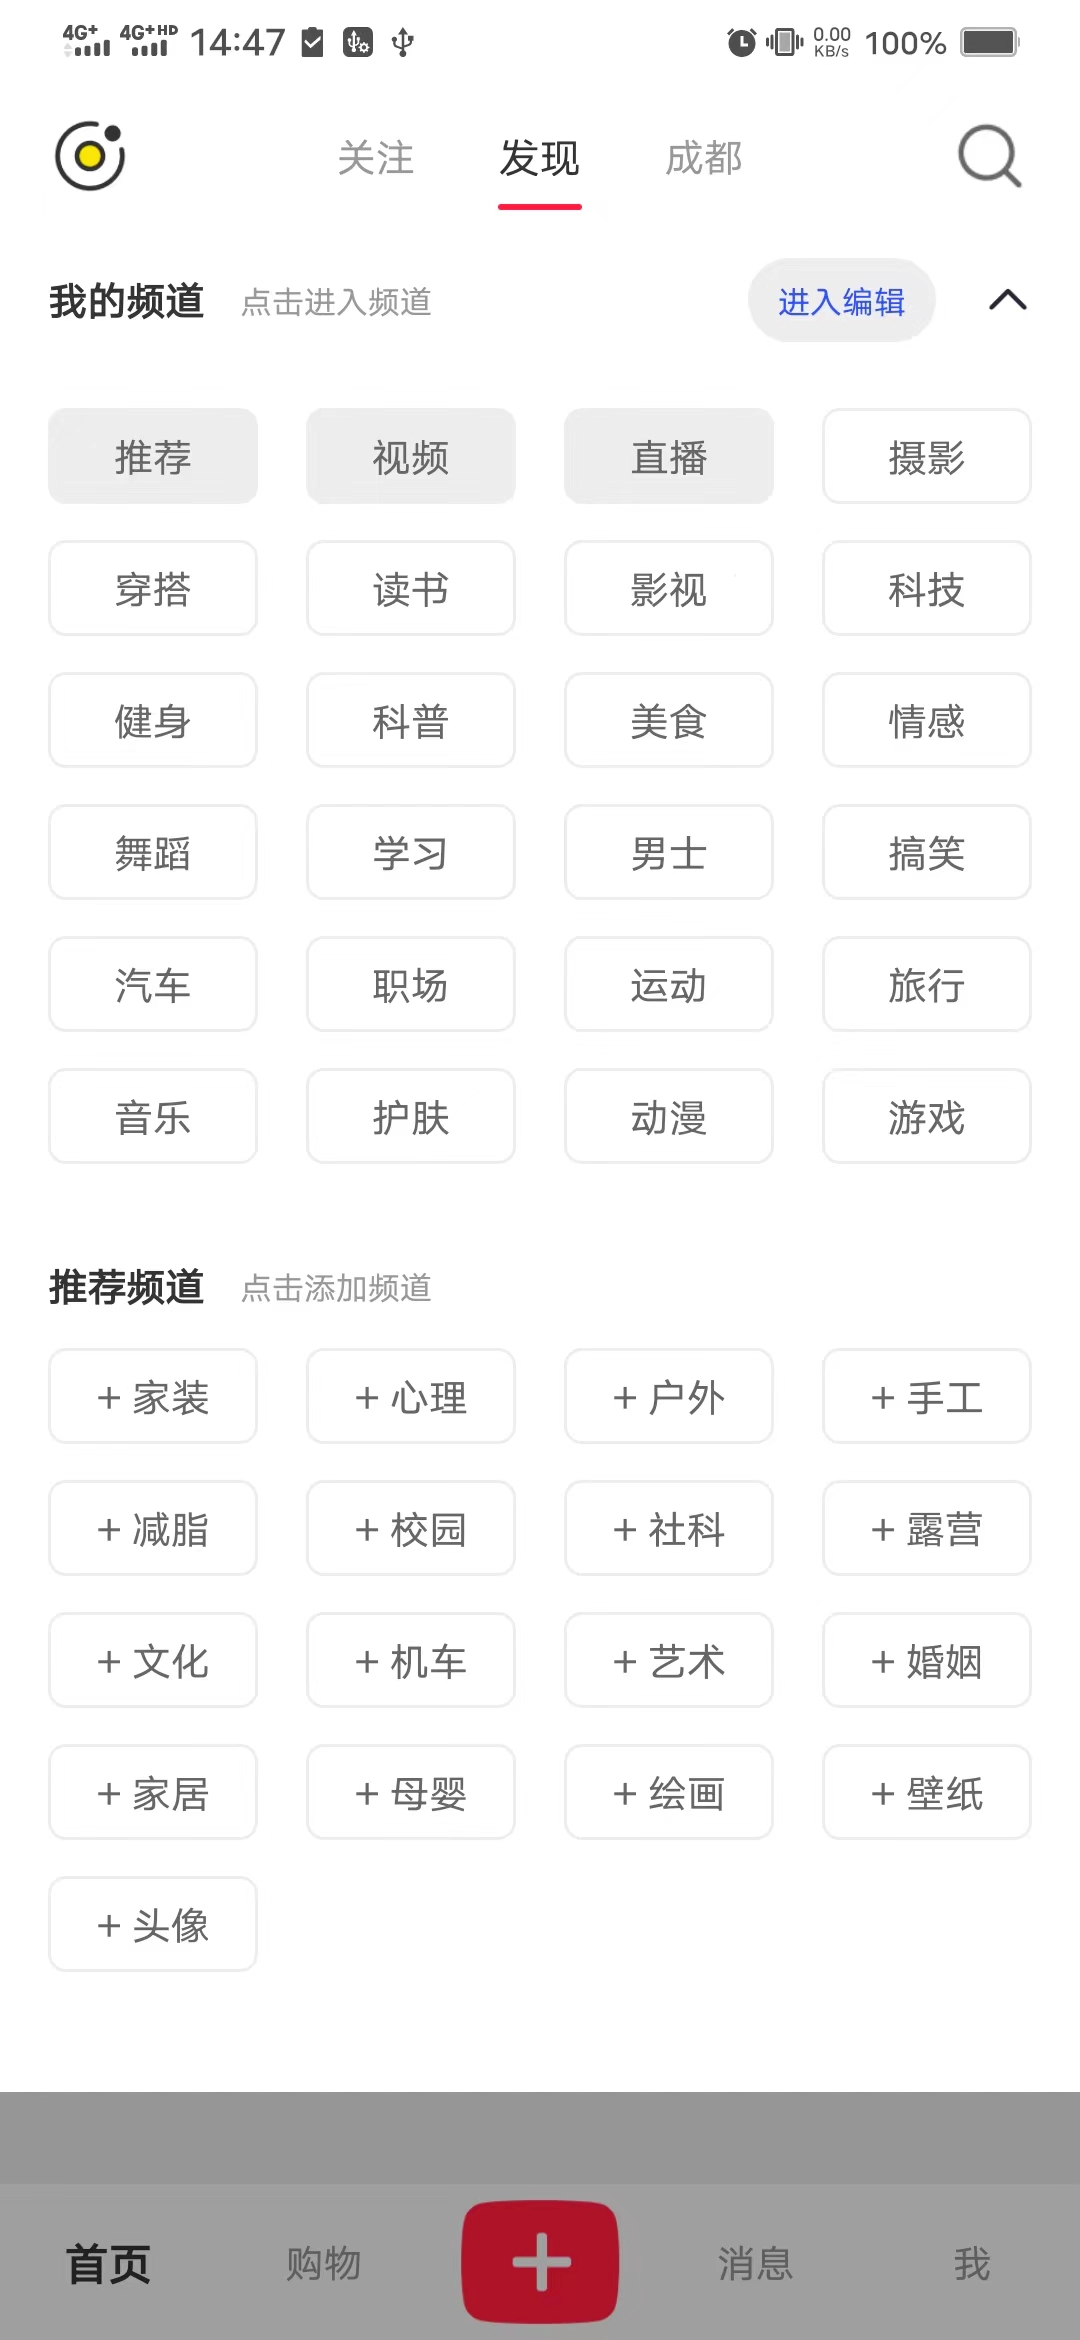 4G+ 4G+HD 14:47 0.00 KB/s 100%
关注 发现 成都
我的频道 点击进入频道 进入编辑
推荐 视频 直播 摄影
穿搭 读书 影视 科技
健身 科普 美食 情感
舞蹈 学习 男士 搞笑
汽车 职场 运动 旅行
音乐 护肤 动漫 游戏
推荐频道 点击添加频道
+ 家装 + 心理 + 户外 + 手工
+ 减脂 + 校园 + 社科 + 露营
+ 文化 + 机车 + 艺术 + 婚姻
+ 家居 + 母婴 + 绘画 + 壁纸
+ 头像
首页 购物 + 消息 我